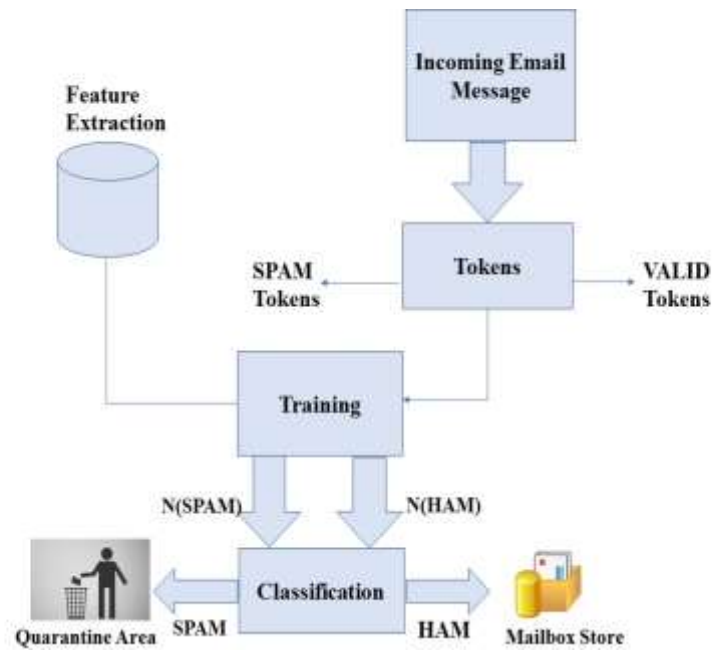 Incoming Email
Message
Feature
Extraction
Tokens
SPAM
Tokens
VALID
Tokens
Training
N(SPAM)
N(HAM)
Classification
SPAM
HAM
Quarantine Area
Mailbox Store